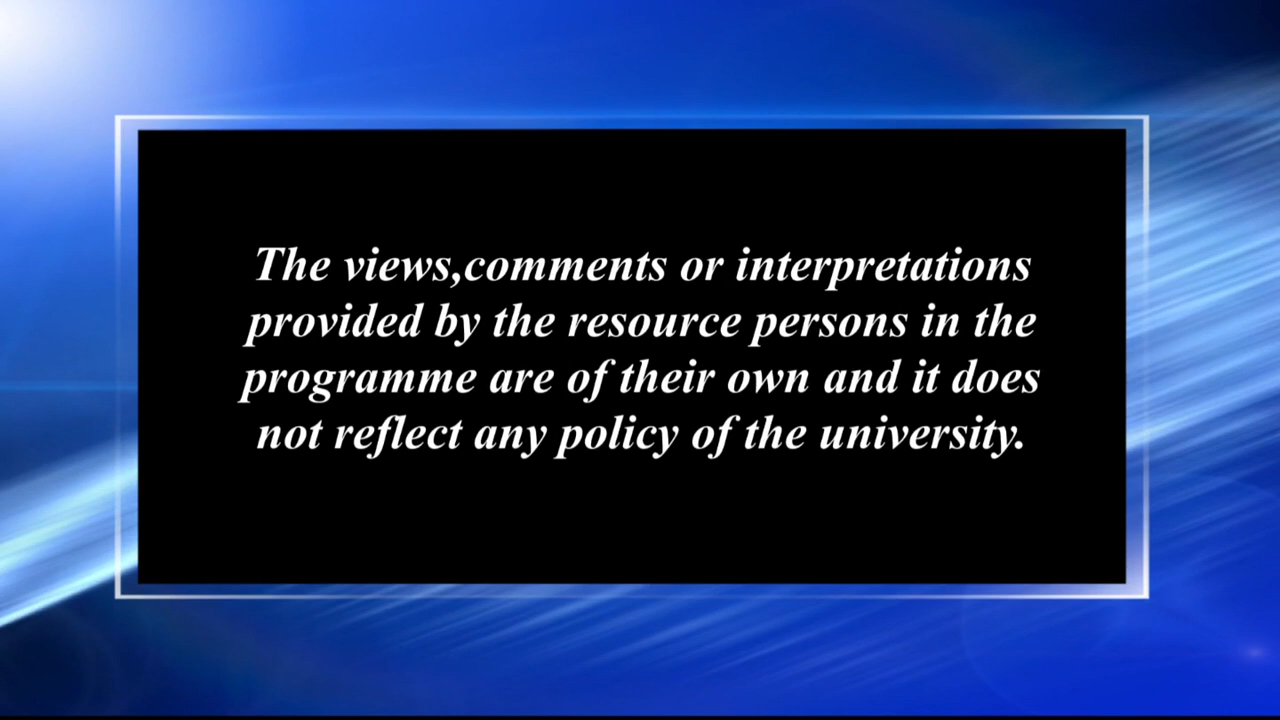 The views,comments or interpretations
provided by the resource persons in the
programme are of their own and it does
not reflect any policy of the university.